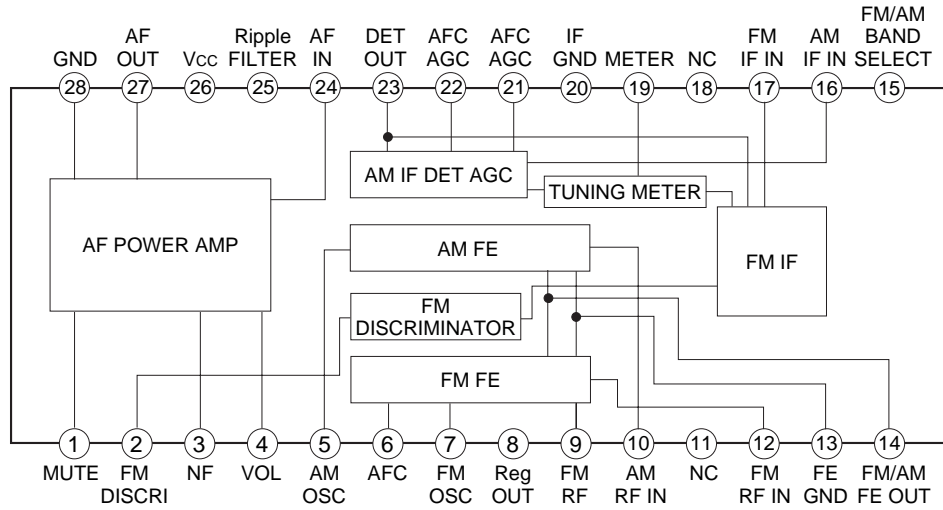 GND
AF
OUT
Vcc
Ripple
FILTER
AF
IN
DET
OUT
AFC
AGC
AFC
AGC
IF
GND
METER
NC
FM
IF IN
AM
IF IN
FM/AM
BAND
SELECT
28
27
26
25
24
23
22
21
20
19
18
17
16
15
AM IF DET AGC
TUNING METER
AF POWER AMP
AM FE
FM IF
FM
DISCRIMINATOR
FM FE
1
2
3
4
5
6
7
8
9
10
11
12
13
14
MUTE
FM
DISCRI
NF
VOL
AM
OSC
AFC
FM
OSC
Reg
OUT
FM
RF
AM
RF IN
NC
FM
RF IN
FE
GND
FM/AM
FE OUT